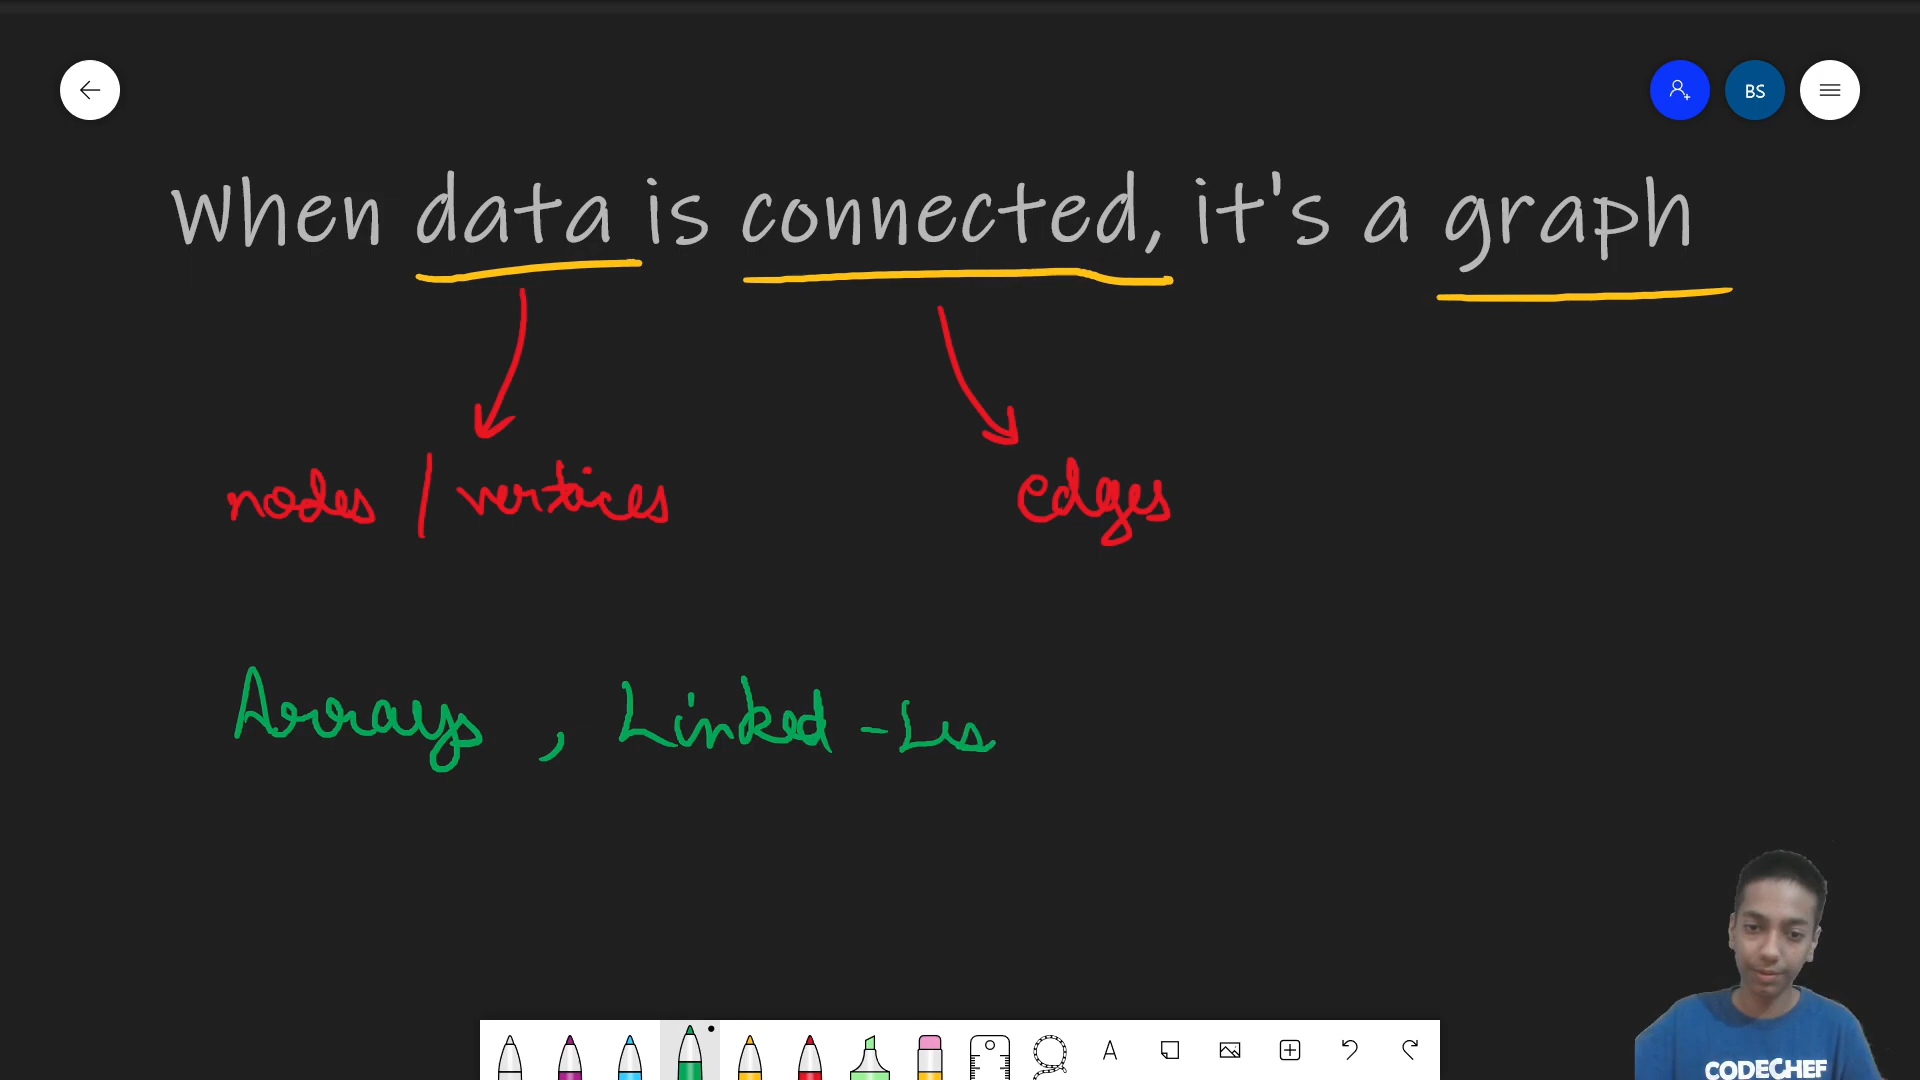 BS
When data is connected, it's a graph
nodes / vertices edges
Arrays, Linked-Lis
A
CODECHEF